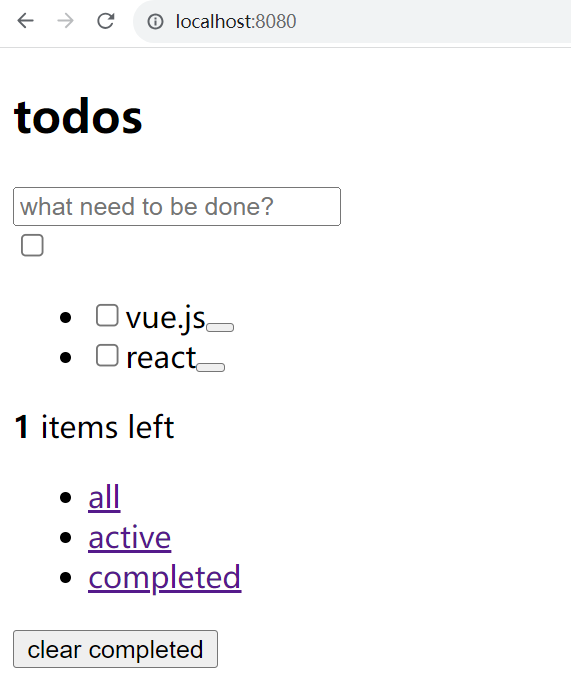 localhost:8080
todos
what need to be done?
vue.js
react
1 items left
all
active
completed
clear completed